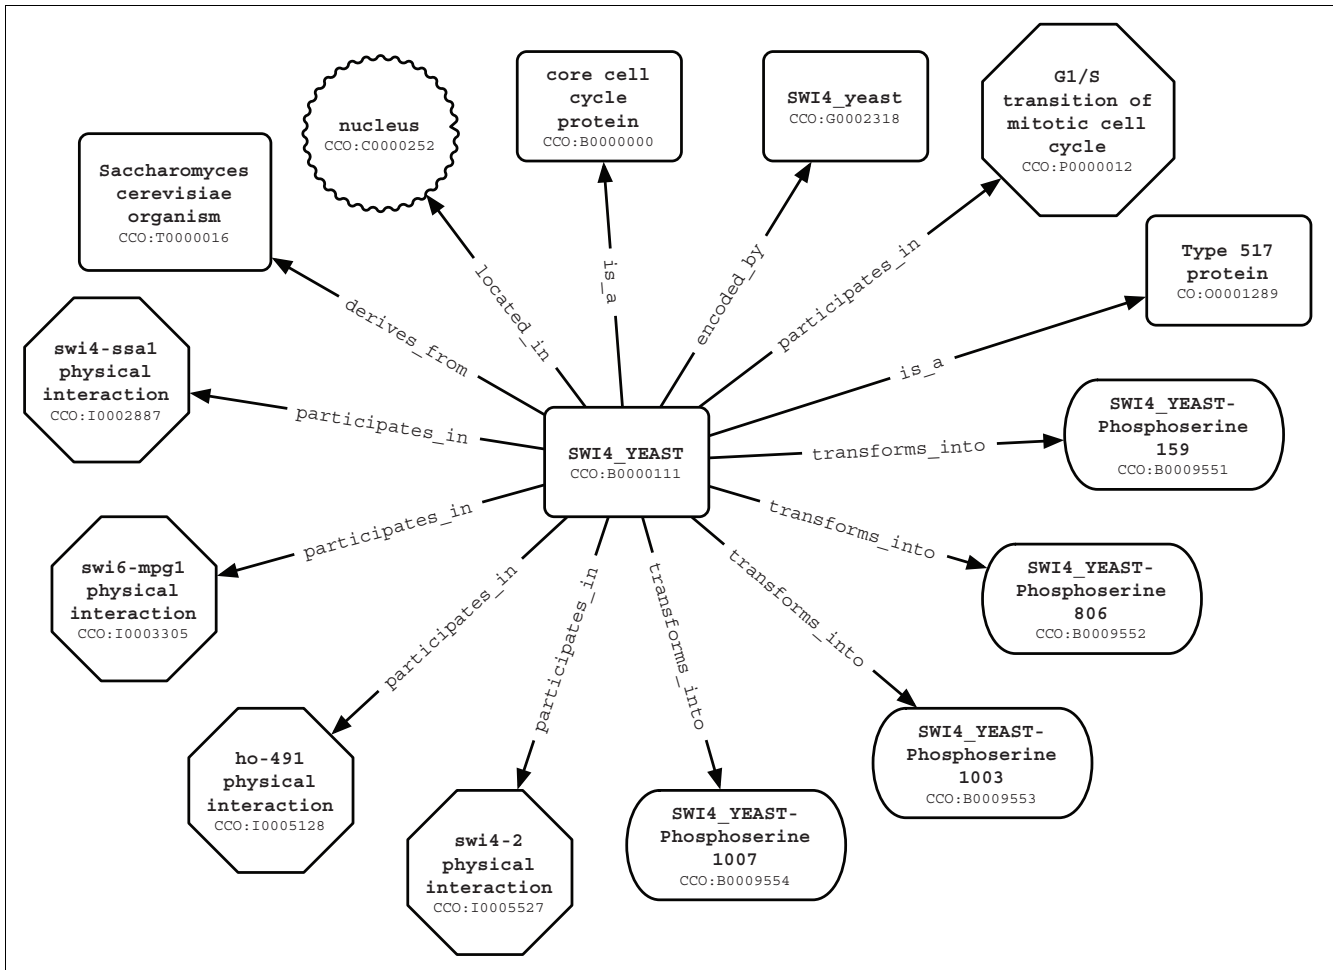 core cell
cycle
protein
CCO:B0000000
SWI4_yeast
CCO:G0002318
G1/S
transition of
mitotic cell
cycle
CCO:P0000012
nucleus
CCO:C0000252
Saccharomyces
cerevisiae
organism
CCO:T0000016
Type 517
protein
CO:O0001289
derives_from
located_in
is_a
encoded_by
participates_in
is_a
swi4-ssa1
physical
interaction
CCO:I0002887
participates_in
SWI4_YEAST
CCO:B0000111
transforms_into
SWI4_YEAST-
Phosphoserine
159
CCO:B0009551
swi6-mpg1
physical
interaction
CCO:I0003305
participates_in
participates_in
participates_in
transforms_into
transforms_into
transforms_into
SWI4_YEAST-
Phosphoserine
806
CCO:B0009552
ho-491
physical
interaction
CCO:I0005128
swi4-2
physical
interaction
CCO:I0005527
SWI4_YEAST-
Phosphoserine
1007
CCO:B0009554
SWI4_YEAST-
Phosphoserine
1003
CCO:B0009553